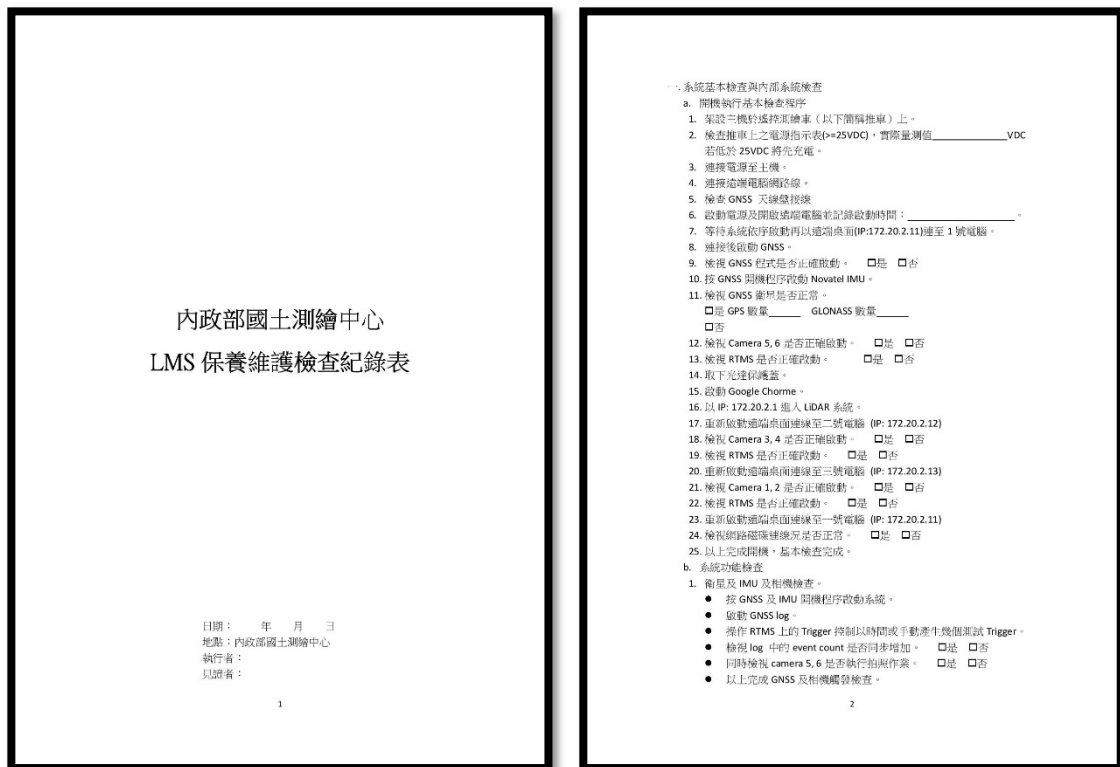 內政部國土測繪中心
LMS 保養維護檢查紀錄表
日期：　年　月　日
地點：內政部國土測繪中心
執行者：
見證者：
1
一. 系統基本檢查與內部系統檢查
a. 開機執行基本檢查程序
1. 架設主機於遙控測繪車（以下簡稱推車）上。
2. 檢查推車上之電源指示表(>=25VDC)，實際量測值______________VDC
若低於 25VDC 將先充電。
3. 連接電源至主機。
4. 連接遠端電腦網路線。
5. 檢查 GNSS 天線盤接線
6. 啟動電源及開啟遠端電腦並記錄啟動時間：____________________。
7. 等待系統依序啟動再以遠端桌面(IP:172.20.2.11)連至 1 號電腦。
8. 連接後啟動 GNSS。
9. 檢視 GNSS 程式是否正確啟動。　□是　□否
10. 按 GNSS 開機程序啟動 Novatel IMU。
11. 檢視 GNSS 衛星是否正常。
□是 GPS 數量______　GLONASS 數量______
□否
12. 檢視 Camera 5, 6 是否正確啟動。　□是　□否
13. 檢視 RTMS 是否正確啟動。　□是　□否
14. 取下光達保護蓋。
15. 啟動 Google Chorme。
16. 以 IP: 172.20.2.1 進入 LiDAR 系統。
17. 重新啟動遠端桌面連線至二號電腦 (IP: 172.20.2.12)
18. 檢視 Camera 3, 4 是否正確啟動。　□是　□否
19. 檢視 RTMS 是否正確啟動。　□是　□否
20. 重新啟動遠端桌面連線至三號電腦 (IP: 172.20.2.13)
21. 檢視 Camera 1, 2 是否正確啟動。　□是　□否
22. 檢視 RTMS 是否正確啟動。　□是　□否
23. 重新啟動遠端桌面連線至一號電腦 (IP: 172.20.2.11)
24. 檢視網路磁碟連線況是否正常。　□是　□否
25. 以上完成開機，基本檢查完成。
b. 系統功能檢查
1. 衛星及 IMU 及相機檢查。
● 按 GNSS 及 IMU 開機程序啟動系統。
● 啟動 GNSS log。
● 操作 RTMS 上的 Trigger 控制以時間或手動產生幾個測試 Trigger。
● 檢視 log 中的 event count 是否同步增加。　□是　□否
● 同時檢視 camera 5, 6 是否執行拍照作業。　□是　□否
● 以上完成 GNSS 及相機觸發檢查。
2